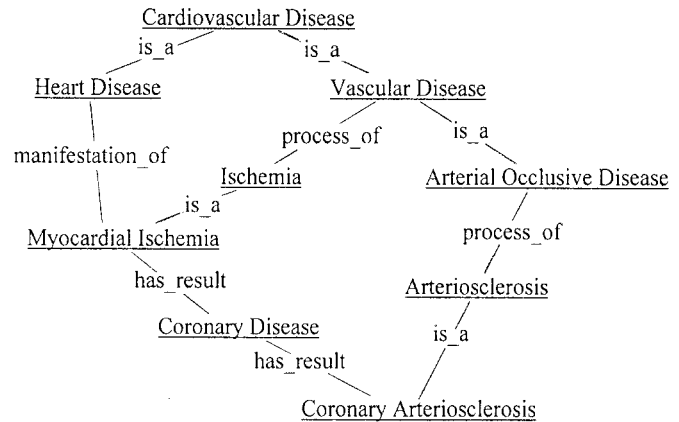 Cardiovascular Disease
is_a
is_a
Heart Disease
Vascular Disease
process_of
is_a
manifestation_of
Ischemia
Arterial Occlusive Disease
is_a
Myocardial Ischemia
process_of
has_result
Arteriosclerosis
Coronary Disease
is_a
has_result
Coronary Arteriosclerosis